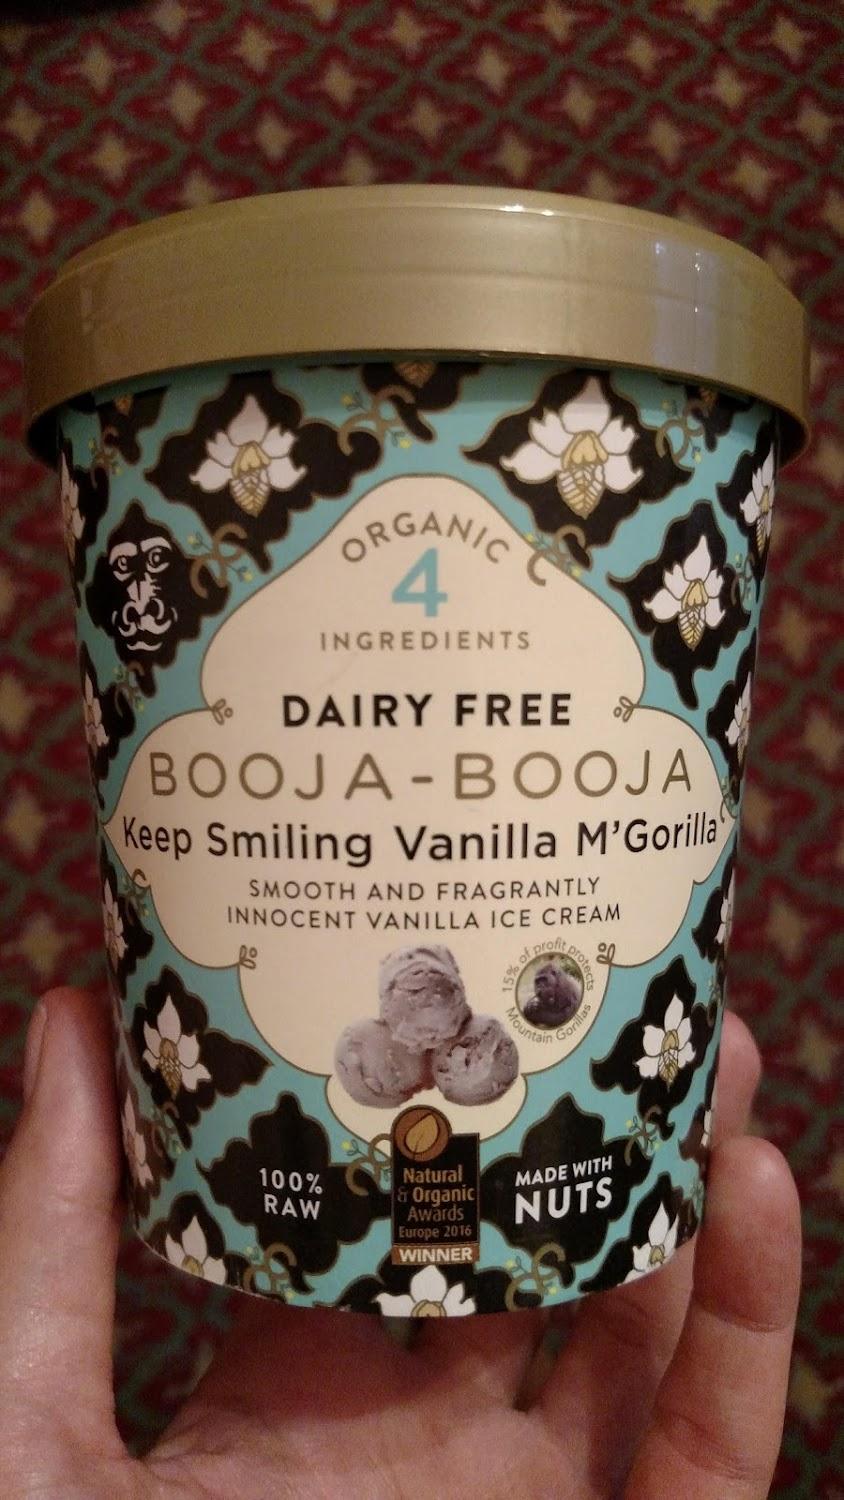 ORGANIC
4
INGREDIENTS
DAIRY FREE
BOOJA-BOOJA
Keep Smiling Vanilla M'Gorilla
SMOOTH AND FRAGRANTLY
INNOCENT VANILLA ICE CREAM
15% of profit protects
Mountain Gorillas
100%
RAW
Natural
& Organic
Awards
Europe 2016
WINNER
MADE WITH
NUTS